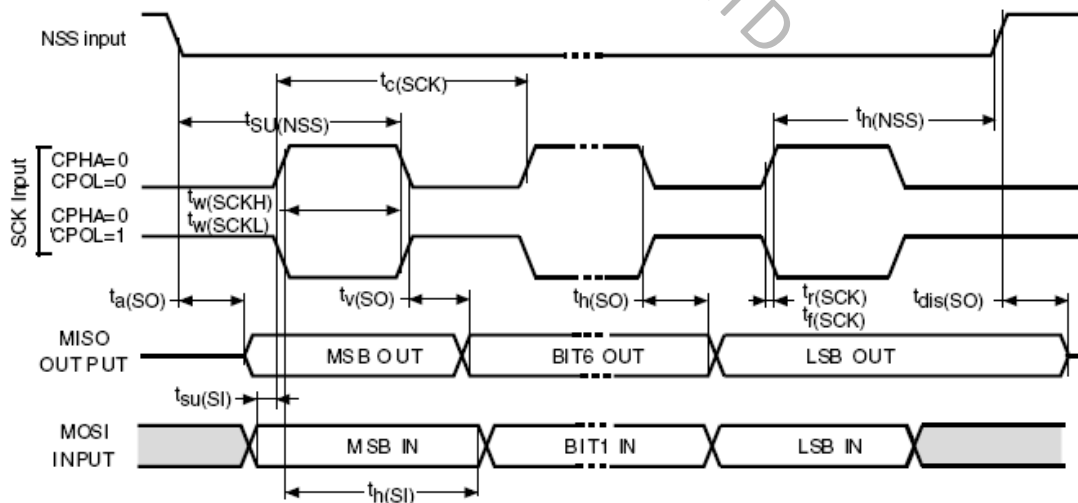 NSS input
tc(SCK)
tSU(NSS)
th(NSS)
SCK Input
CPHA=0
CPOL=0
CPHA=0
CPOL=1
tw(SCKH)
tw(SCKL)
ta(SO)
tv(SO)
th(SO)
tr(SCK)
tf(SCK)
tdis(SO)
MISO
OUTPUT
MSB OUT
BIT6 OUT
LSB OUT
tsu(SI)
MOSI
INPUT
MSB IN
BIT1 IN
LSB IN
th(SI)